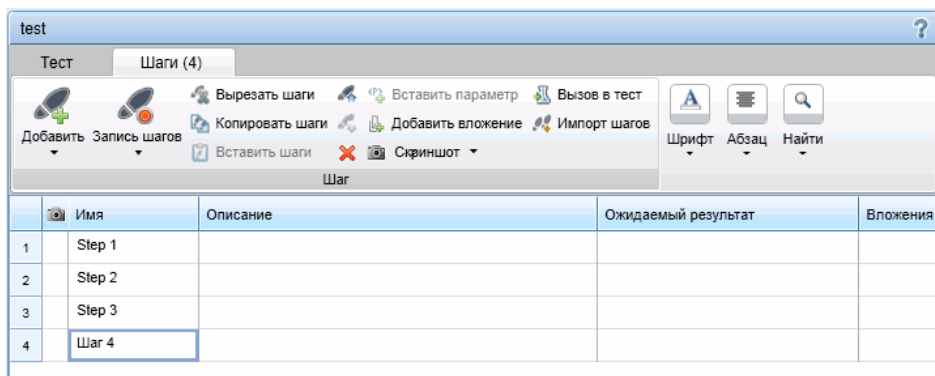 test
?
Тест Шаги (4)
Вырезать шаги Вставить параметр Вызов в тест
Добавить Запись шагов Копировать шаги Добавить вложение Импорт шагов
Вставить шаги Скриншот
A Шрифт Абзац Найти
Шаг
Имя Описание Ожидаемый результат Вложения
1 Step 1
2 Step 2
3 Step 3
4 Шаг 4